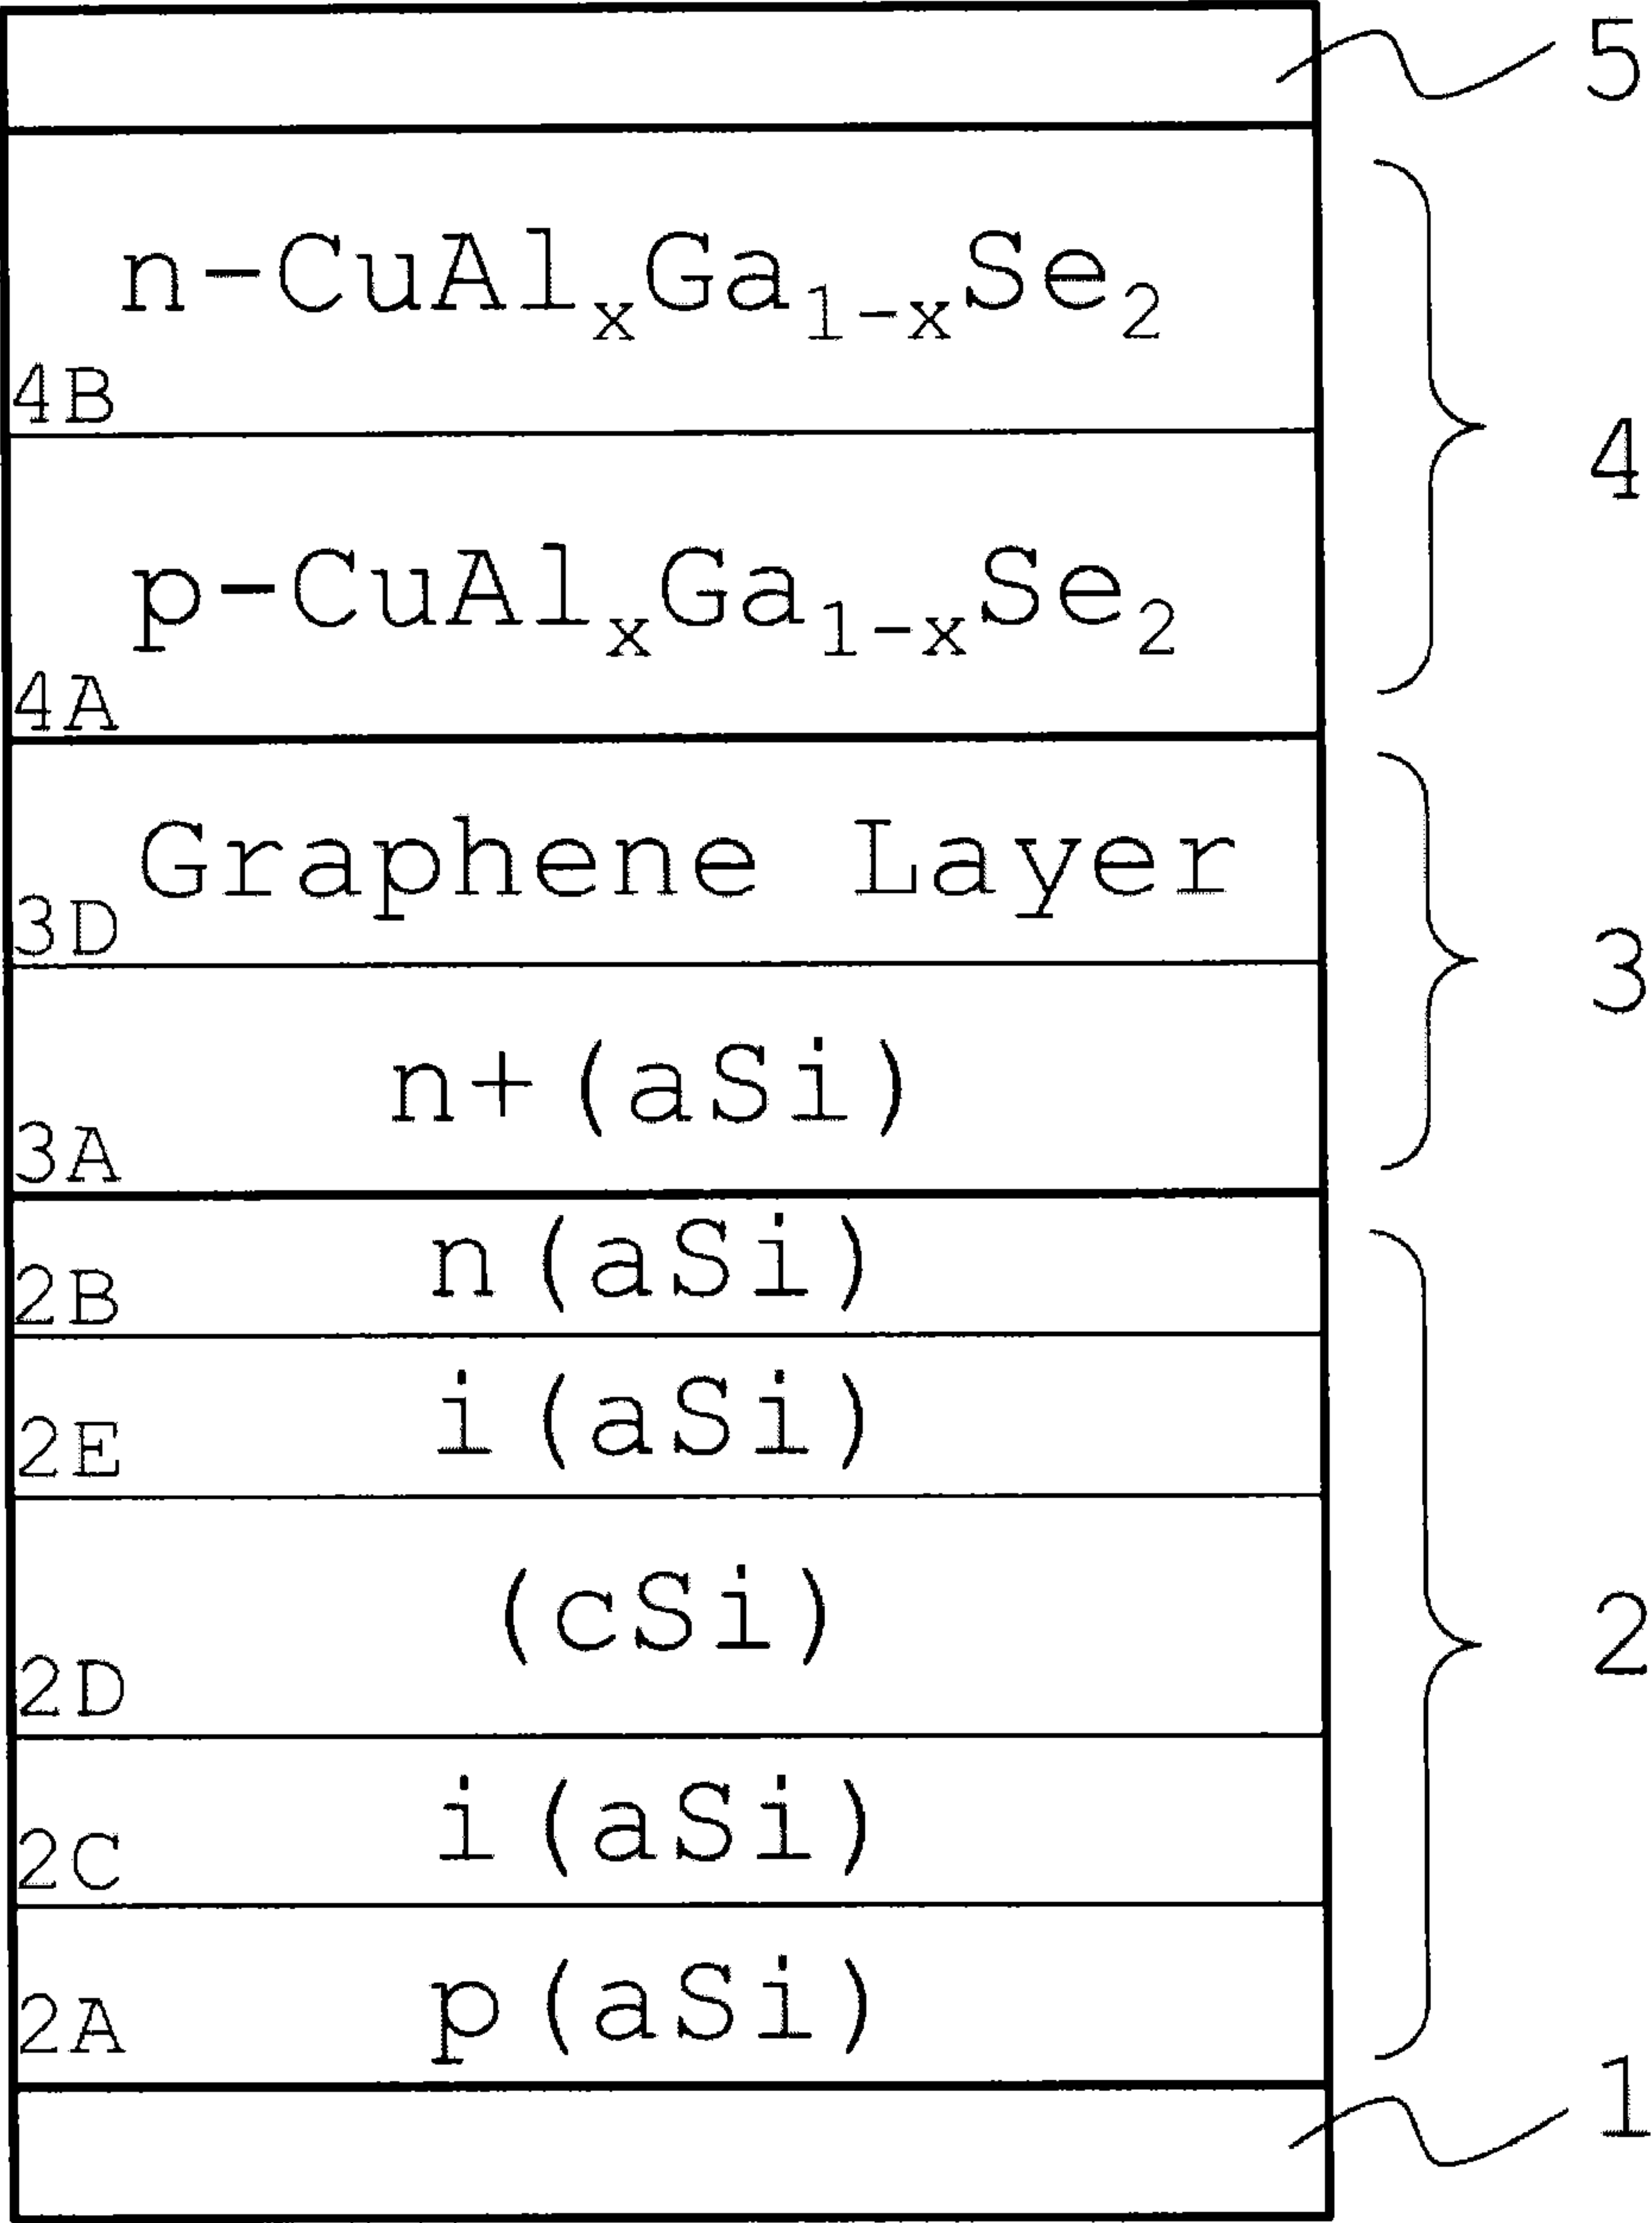 5
n-CuAlₓGa₁₋ₓSe₂
4B
4
p-CuAlₓGa₁₋ₓSe₂
4A
Graphene Layer
3D
3
n+(aSi)
3A
n(aSi)
2B
i(aSi)
2E
(cSi)
2
2D
i(aSi)
2C
p(aSi)
2A
1